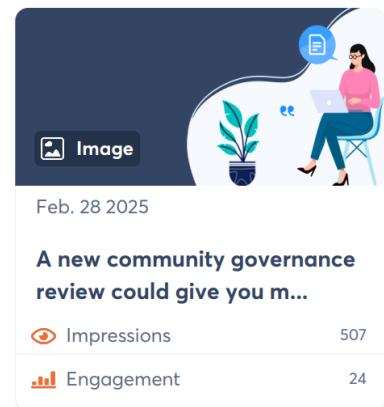 Image
Feb. 28 2025
A new community governance
review could give you m...
Impressions 507
Engagement 24